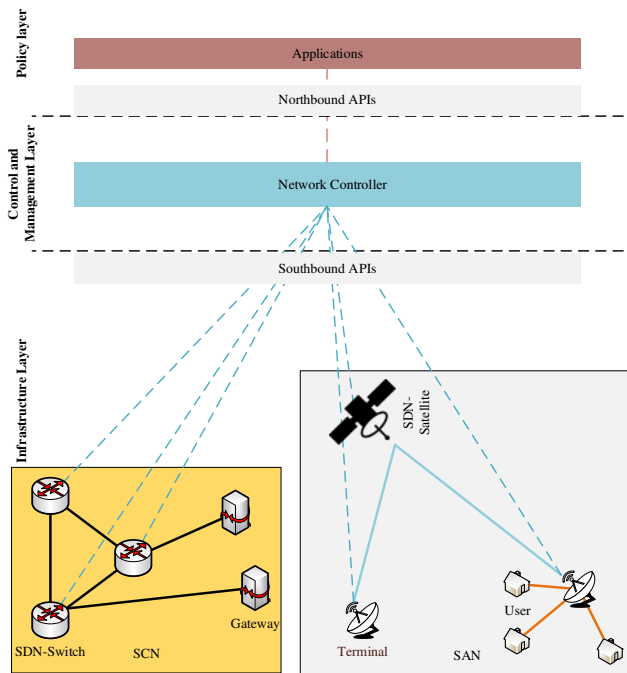 Policy layer
Applications
Northbound APIs
Control and
Management Layer
Network Controller
Southbound APIs
Infrastructure Layer
SDN-
Satellite
SDN-Switch
SCN
Gateway
Terminal
User
SAN